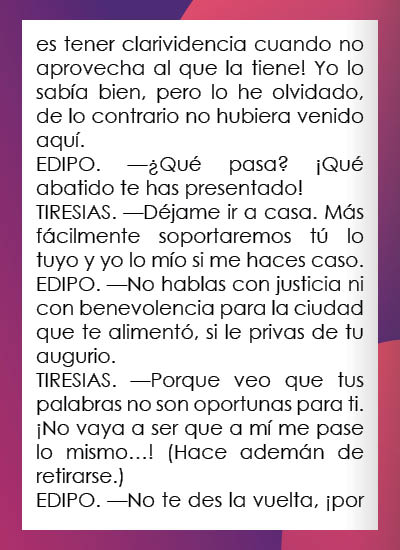 es tener clarividencia cuando no
aprovecha al que la tiene! Yo lo
sabía bien, pero lo he olvidado,
de lo contrario no hubiera venido
aquí.
EDIPO. —¿Qué pasa? ¡Qué
abatido te has presentado!
TIRESIAS. —Déjame ir a casa. Más
fácilmente soportaremos tú lo
tuyo y yo lo mío si me haces caso.
EDIPO. —No hablas con justicia ni
con benevolencia para la ciudad
que te alimentó, si le privas de tu
augurio.
TIRESIAS. —Porque veo que tus
palabras no son oportunas para ti.
¡No vaya a ser que a mí me pase
lo mismo...! (Hace ademán de
retirarse.)
EDIPO. —No te des la vuelta, ¡por